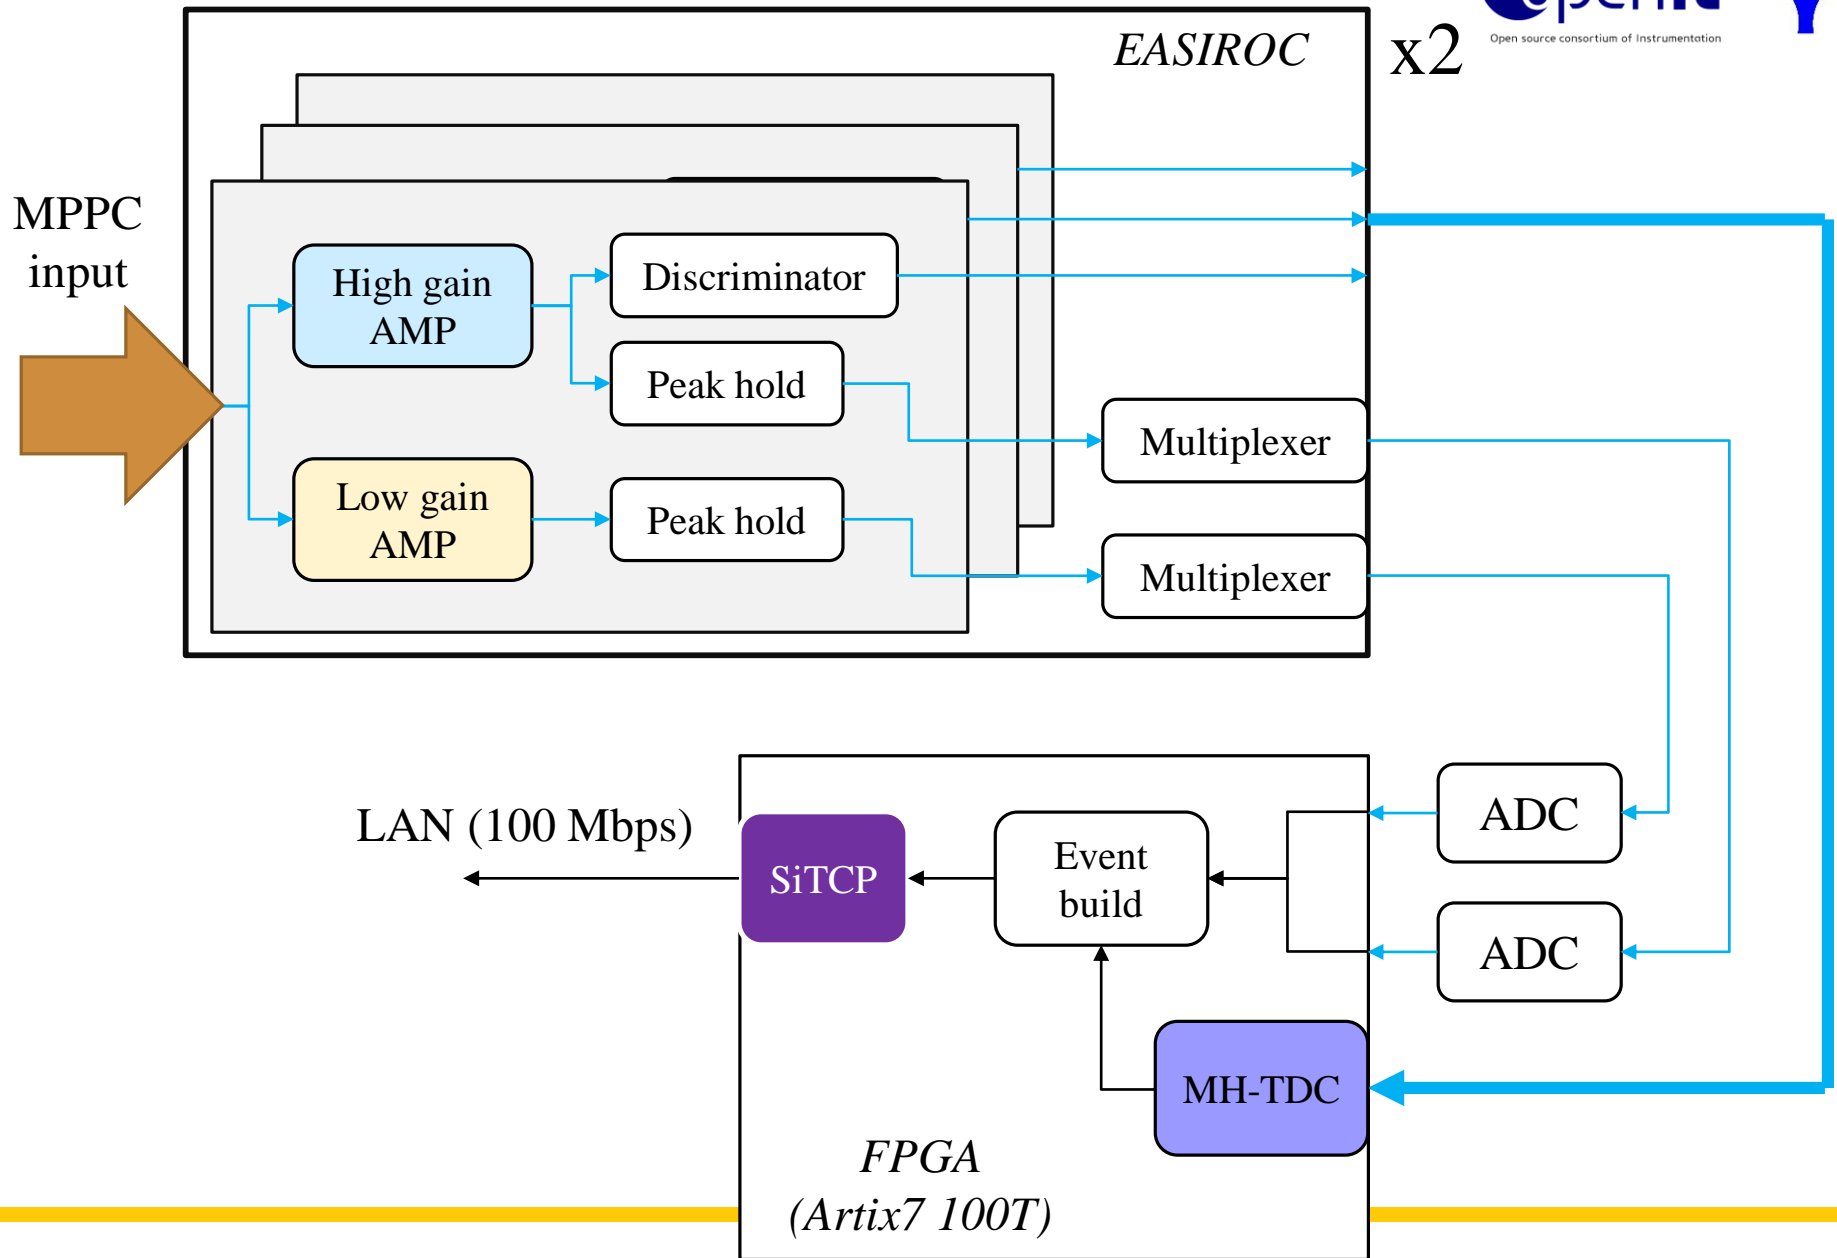 EASIROC
x2
Open source consortium of Instrumentation
MPPC
input
High gain
AMP
Discriminator
Peak hold
Multiplexer
Low gain
AMP
Peak hold
Multiplexer
LAN (100 Mbps)
SiTCP
Event
build
ADC
ADC
MH-TDC
FPGA
(Artix7 100T)